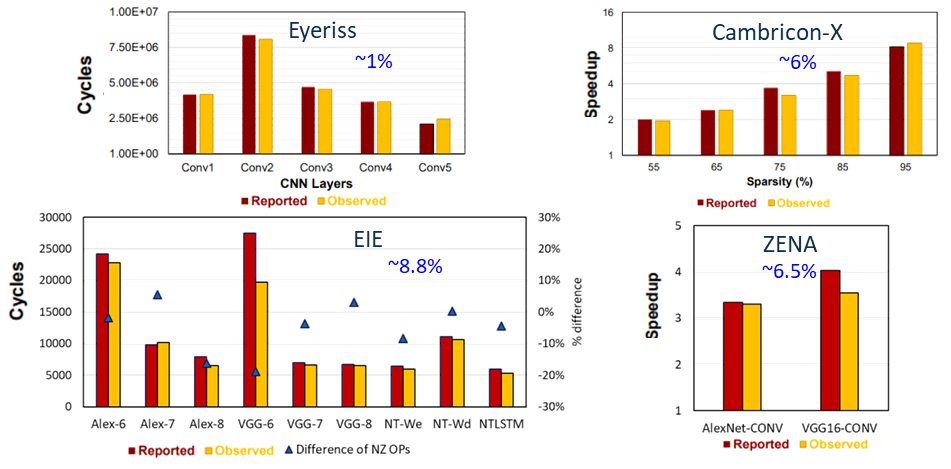 Eyeriss
~1%
Cycles
1.00E+07
7.50E+06
5.00E+06
2.50E+06
1.00E+00
Conv1 Conv2 Conv3 Conv4 Conv5
CNN Layers
Reported Observed
Cambricon-X
~6%
Speedup
16
8
4
2
1
55 65 75 85 95
Sparsity (%)
Reported Observed
EIE
~8.8%
Cycles
30000
25000
20000
15000
10000
5000
0
30%
20%
10%
0%
-10%
-20%
-30%
% difference
Alex-6 Alex-7 Alex-8 VGG-6 VGG-7 VGG-8 NT-We NT-Wd NTLSTM
Reported Observed Difference of NZ OPs
ZENA
~6.5%
Speedup
5
4
3
2
1
AlexNet-CONV VGG16-CONV
Reported Observed